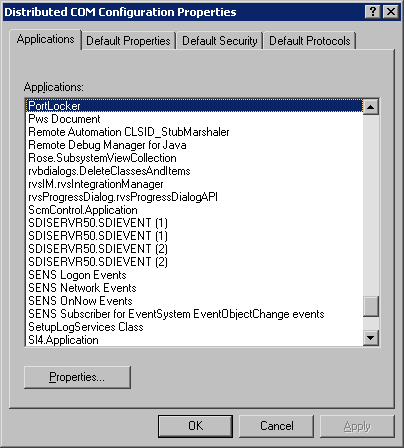 Distributed COM Configuration Properties
Applications Default Properties Default Security Default Protocols
Applications:
PortLocker
Pws Document
Remote Automation CLSID_StubMarshaler
Remote Debug Manager for Java
Rose.SubsystemViewCollection
rvbdialogs.DeleteClassesAndItems
rvsIM.rvsIntegrationManager
rvsProgressDialog.rvsProgressDialogAPI
ScmControl.Application
SDISERVR50.SDIEVENT (1)
SDISERVR50.SDIEVENT (1)
SDISERVR50.SDIEVENT (2)
SDISERVR50.SDIEVENT (2)
SENS Logon Events
SENS Network Events
SENS OnNow Events
SENS Subscriber for EventSystem EventObjectChange events
SetupLogServices Class
SI4.Application
Properties...
OK Cancel Apply